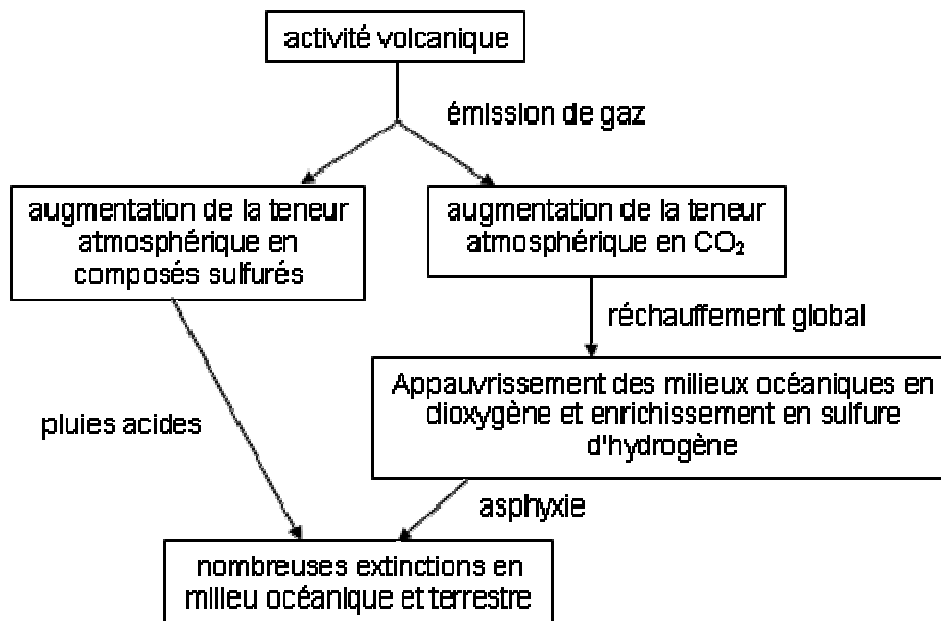 activité volcanique
émission de gaz
augmentation de la teneur
atmosphérique en
composés sulfurés
augmentation de la teneur
atmosphérique en CO₂
réchauffement global
Appauvrissement des milieux océaniques en
dioxygène et enrichissement en sulfure
d'hydrogène
pluies acides
asphyxie
nombreuses extinctions en
milieu océanique et terrestre